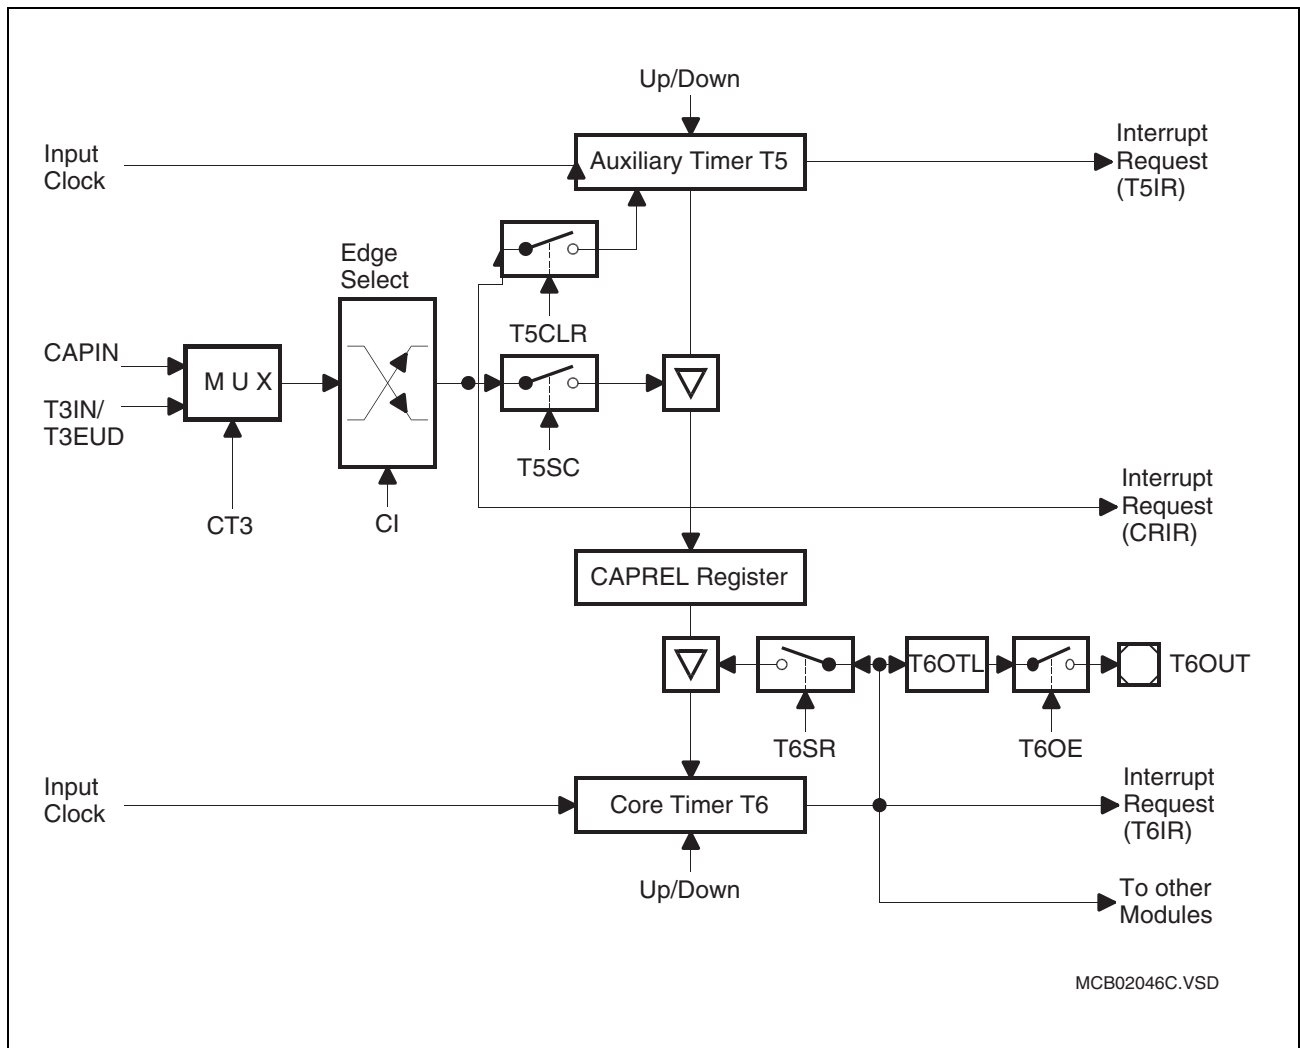 Up/Down
Input
Clock
Auxiliary Timer T5
Interrupt
Request
(T5IR)
Edge
Select
T5CLR
CAPIN
T3IN/
T3EUD
M U X
T5SC
CT3
CI
Interrupt
Request
(CRIR)
CAPREL Register
T6OTL
T6OUT
T6SR
T6OE
Input
Clock
Core Timer T6
Interrupt
Request
(T6IR)
Up/Down
To other
Modules
MCB02046C.VSD